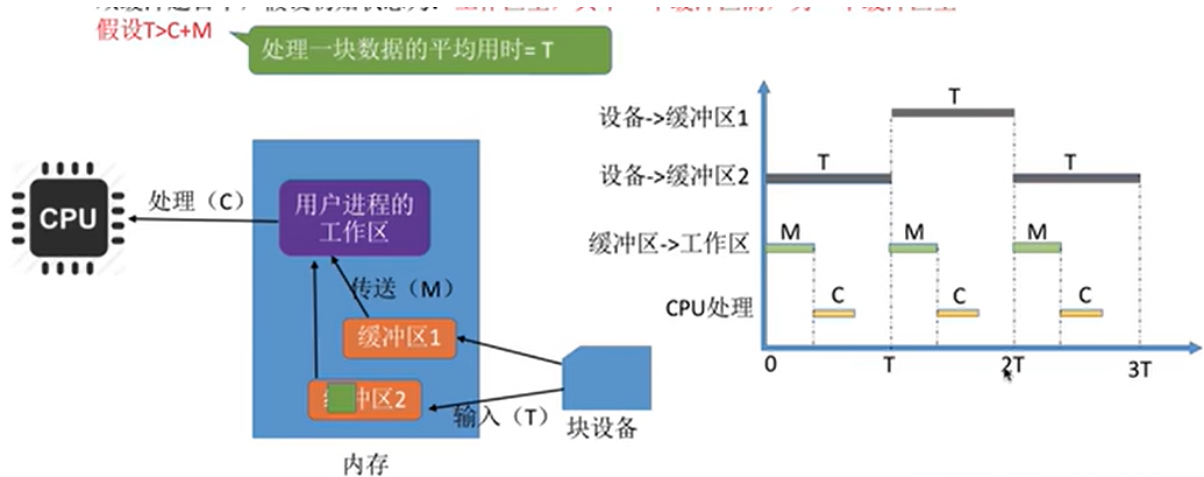 假设T>C+M
处理一块数据的平均用时= T
CPU
处理（C）
用户进程的
工作区
传送（M）
缓冲区1
冲区2
输入（T）
块设备
内存
设备->缓冲区1
T
设备->缓冲区2
T
T
缓冲区->工作区
M
M
M
CPU处理
C
C
C
0
T
2T
3T